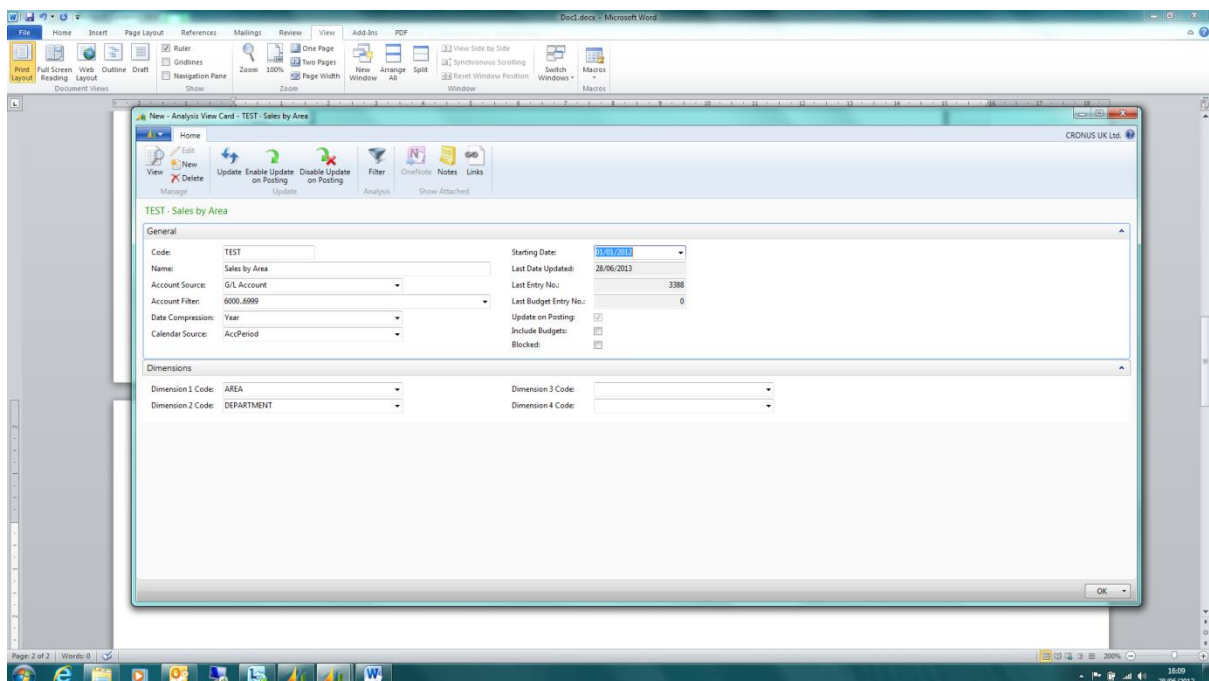 Doc1.docx - Microsoft Word
File Home Insert Page Layout References Mailings Review View Add-Ins PDF
Print Layout Full Screen Reading Web Layout Outline Draft
Document Views
Ruler
Gridlines
Navigation Pane
Show
Zoom 100%
One Page
Two Pages
Page Width
Zoom
New Window Arrange All Split
View Side by Side
Synchronous Scrolling
Reset Window Position
Window
Switch Windows
Macros
Macros
New - Analysis View Card - TEST - Sales by Area
Home
CRONUS UK Ltd.
View
Edit
New
Delete
Manage
Update Enable Update on Posting Disable Update on Posting
Update
Filter
Analysis
OneNote Notes Links
Show Attached
TEST - Sales by Area
General
Code: TEST
Name: Sales by Area
Account Source: G/L Account
Account Filter: 6000..6999
Date Compression: Year
Calendar Source: AccPeriod
Starting Date: 01/01/2012
Last Date Updated: 28/06/2013
Last Entry No.: 3388
Last Budget Entry No.: 0
Update on Posting:
Include Budgets:
Blocked:
Dimensions
Dimension 1 Code: AREA
Dimension 2 Code: DEPARTMENT
Dimension 3 Code:
Dimension 4 Code:
OK
Page: 2 of 2 Words: 0
200%
16:09
28/06/2012